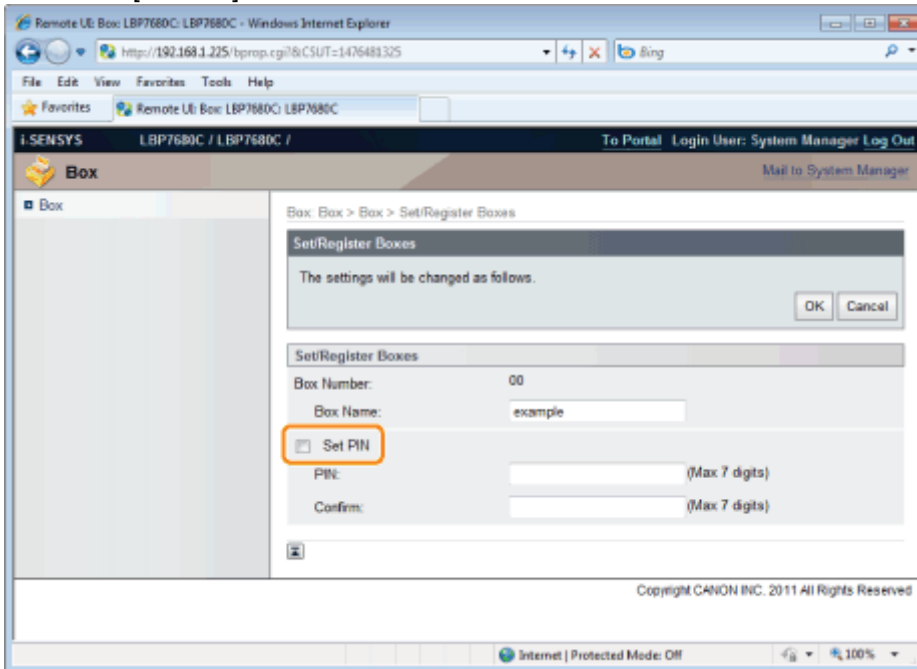 Remote UI: Box: LBP7680C: LBP7680C - Windows Internet Explorer
http://192.168.1.225/bprop.cgi?&CSUT=1476481325
Bing
File Edit View Favorites Tools Help
Favorites Remote UI: Box: LBP7680C: LBP7680C
i-SENSYS LBP7680C / LBP7680C / To Portal Login User: System Manager Log Out
Box Mail to System Manager
Box
Box: Box > Box > Set/Register Boxes
Set/Register Boxes
The settings will be changed as follows.
OK Cancel
Set/Register Boxes
Box Number: 00
Box Name: example
Set PIN
PIN: (Max 7 digits)
Confirm: (Max 7 digits)
Copyright CANON INC. 2011 All Rights Reserved
Internet | Protected Mode: Off 100%